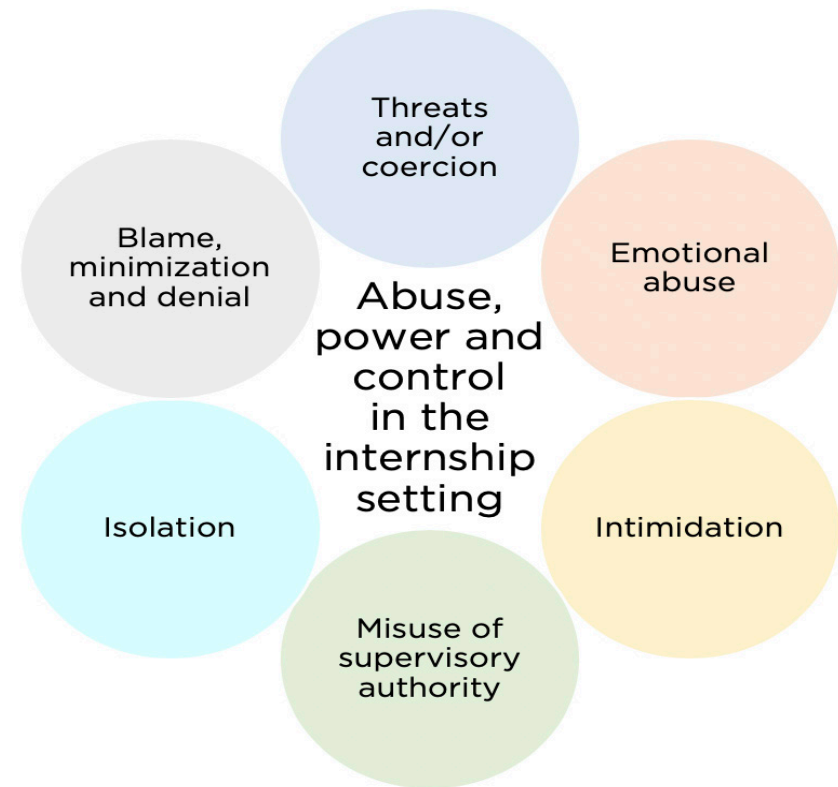 Threats
and/or
coercion
Emotional
abuse
Intimidation
Misuse of
supervisory
authority
Isolation
Blame,
minimization
and denial
Abuse,
power and
control
in the
internship
setting